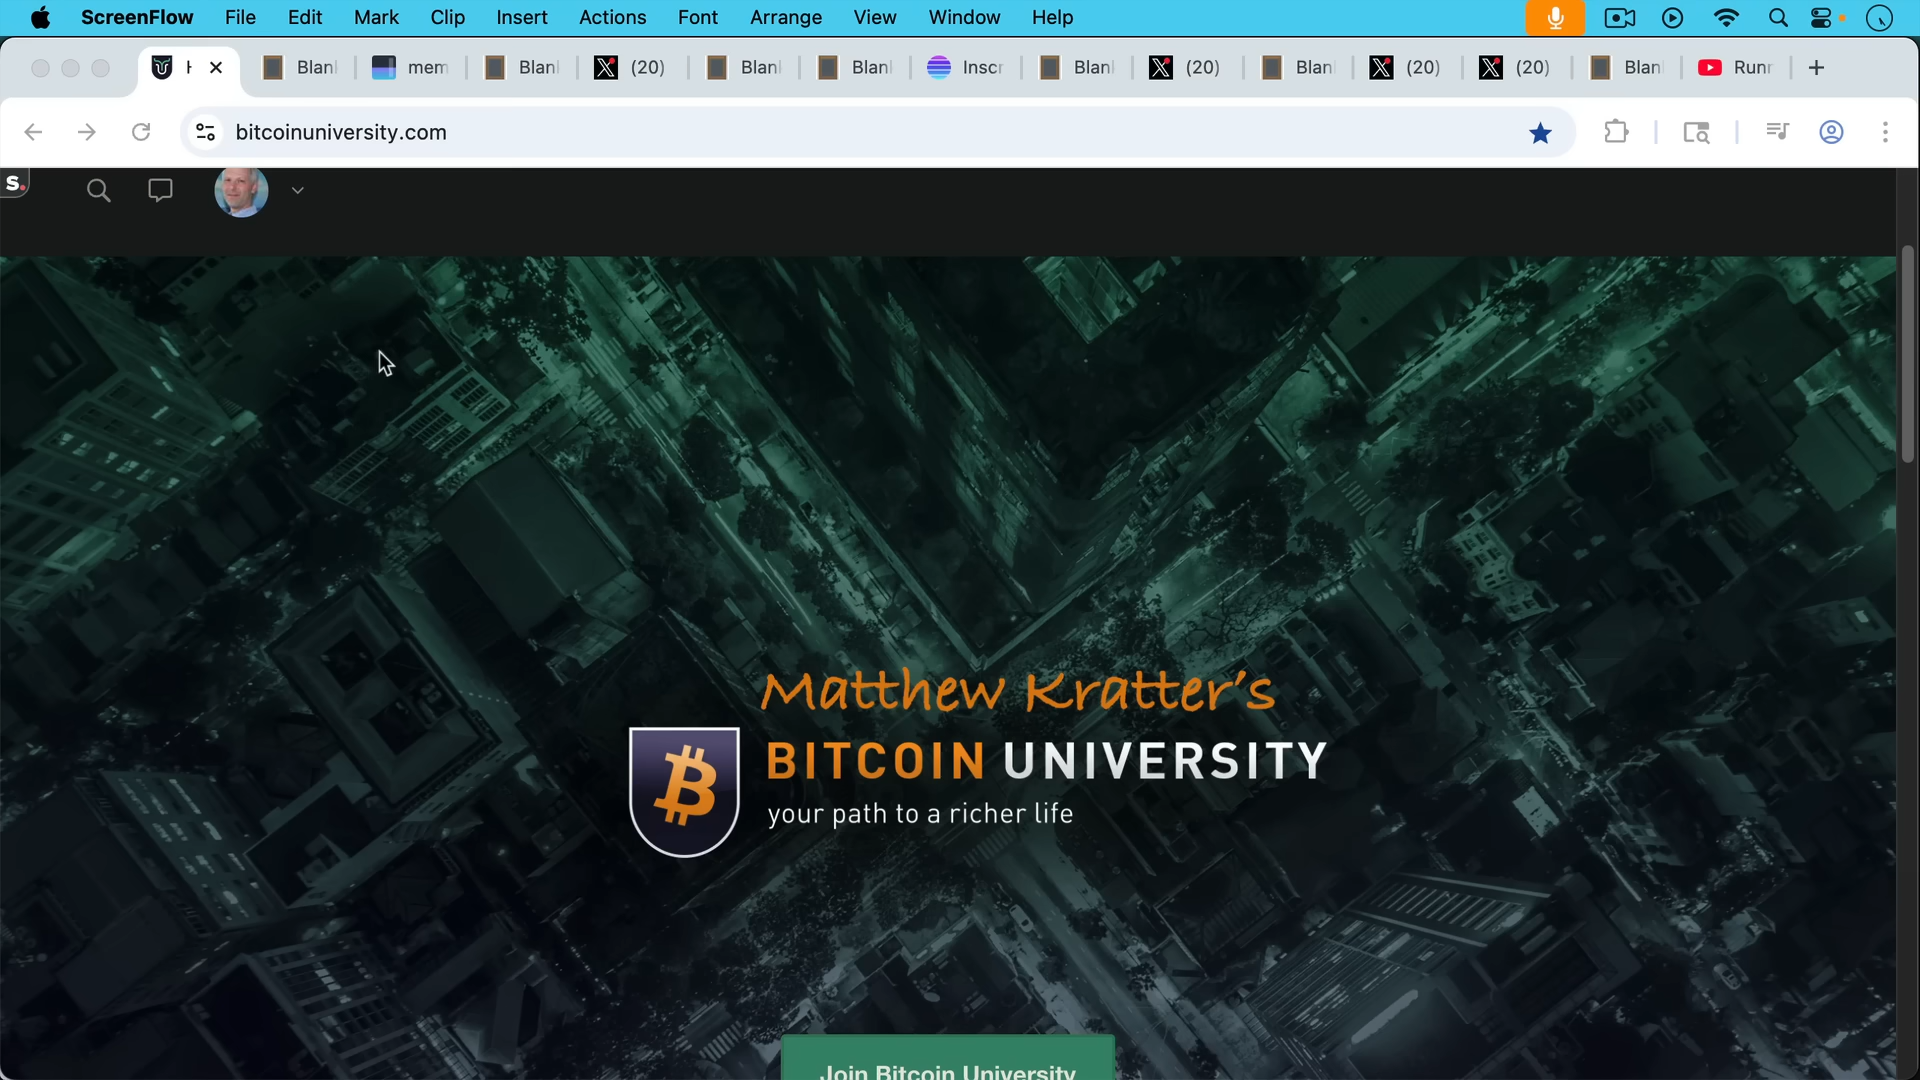 ScreenFlow File Edit Mark Clip Insert Actions Font Arrange View Window Help
Blan mem Blan (20) Blan Blan Inscr Blan (20) Blan (20) (20) Blan Runr
bitcoinuniversity.com
s.
Matthew Kratter's
BITCOIN UNIVERSITY
your path to a richer life
Join Bitcoin University